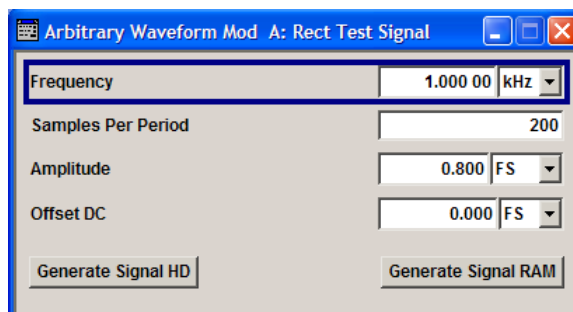 Arbitrary Waveform Mod A: Rect Test Signal
Frequency 1.000 00 kHz
Samples Per Period 200
Amplitude 0.800 FS
Offset DC 0.000 FS
Generate Signal HD Generate Signal RAM